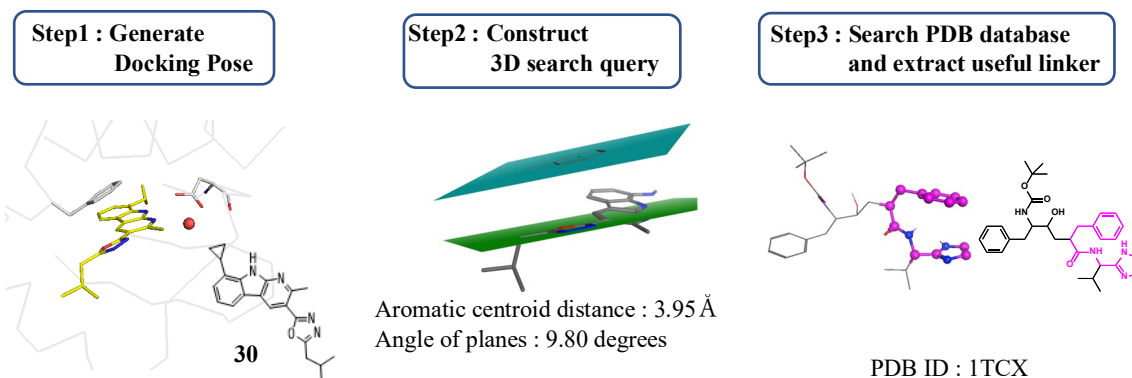 Step1 : Generate
Docking Pose
Step2 : Construct
3D search query
Step3 : Search PDB database
and extract useful linker
H
N
N
O
N
N
30
Aromatic centroid distance : 3.95 Å
Angle of planes : 9.80 degrees
O
O
HN
OH
O
NH
H
N
N
PDB ID : 1TCX